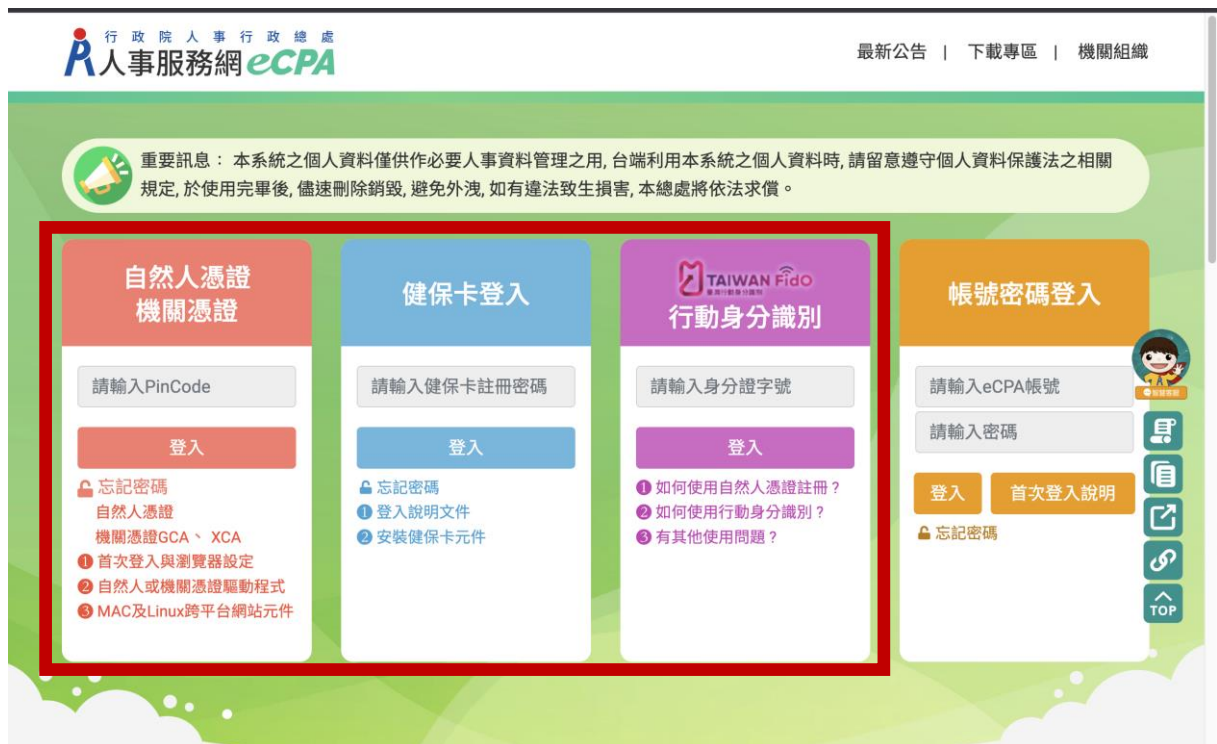 行政院人事行政總處
人事服務網 eCPA
最新公告 | 下載專區 | 機關組織
重要訊息： 本系統之個人資料僅供作必要人事資料管理之用, 台端利用本系統之個人資料時, 請留意遵守個人資料保護法之相關
規定, 於使用完畢後, 儘速刪除銷毀, 避免外洩, 如有違法致生損害, 本總處將依法求償。
自然人憑證
機關憑證
請輸入PinCode
登入
忘記密碼
自然人憑證
機關憑證GCA、 XCA
❶ 首次登入與瀏覽器設定
❷ 自然人或機關憑證驅動程式
❸ MAC及Linux跨平台網站元件
健保卡登入
請輸入健保卡註冊密碼
登入
忘記密碼
❶ 登入說明文件
❷ 安裝健保卡元件
TAIWAN FidO
臺灣行動身分識別
行動身分識別
請輸入身分證字號
登入
❶ 如何使用自然人憑證註冊？
❷ 如何使用行動身分識別？
❸ 有其他使用問題？
帳號密碼登入
請輸入eCPA帳號
請輸入密碼
登入 首次登入說明
忘記密碼
智慧客服
TOP